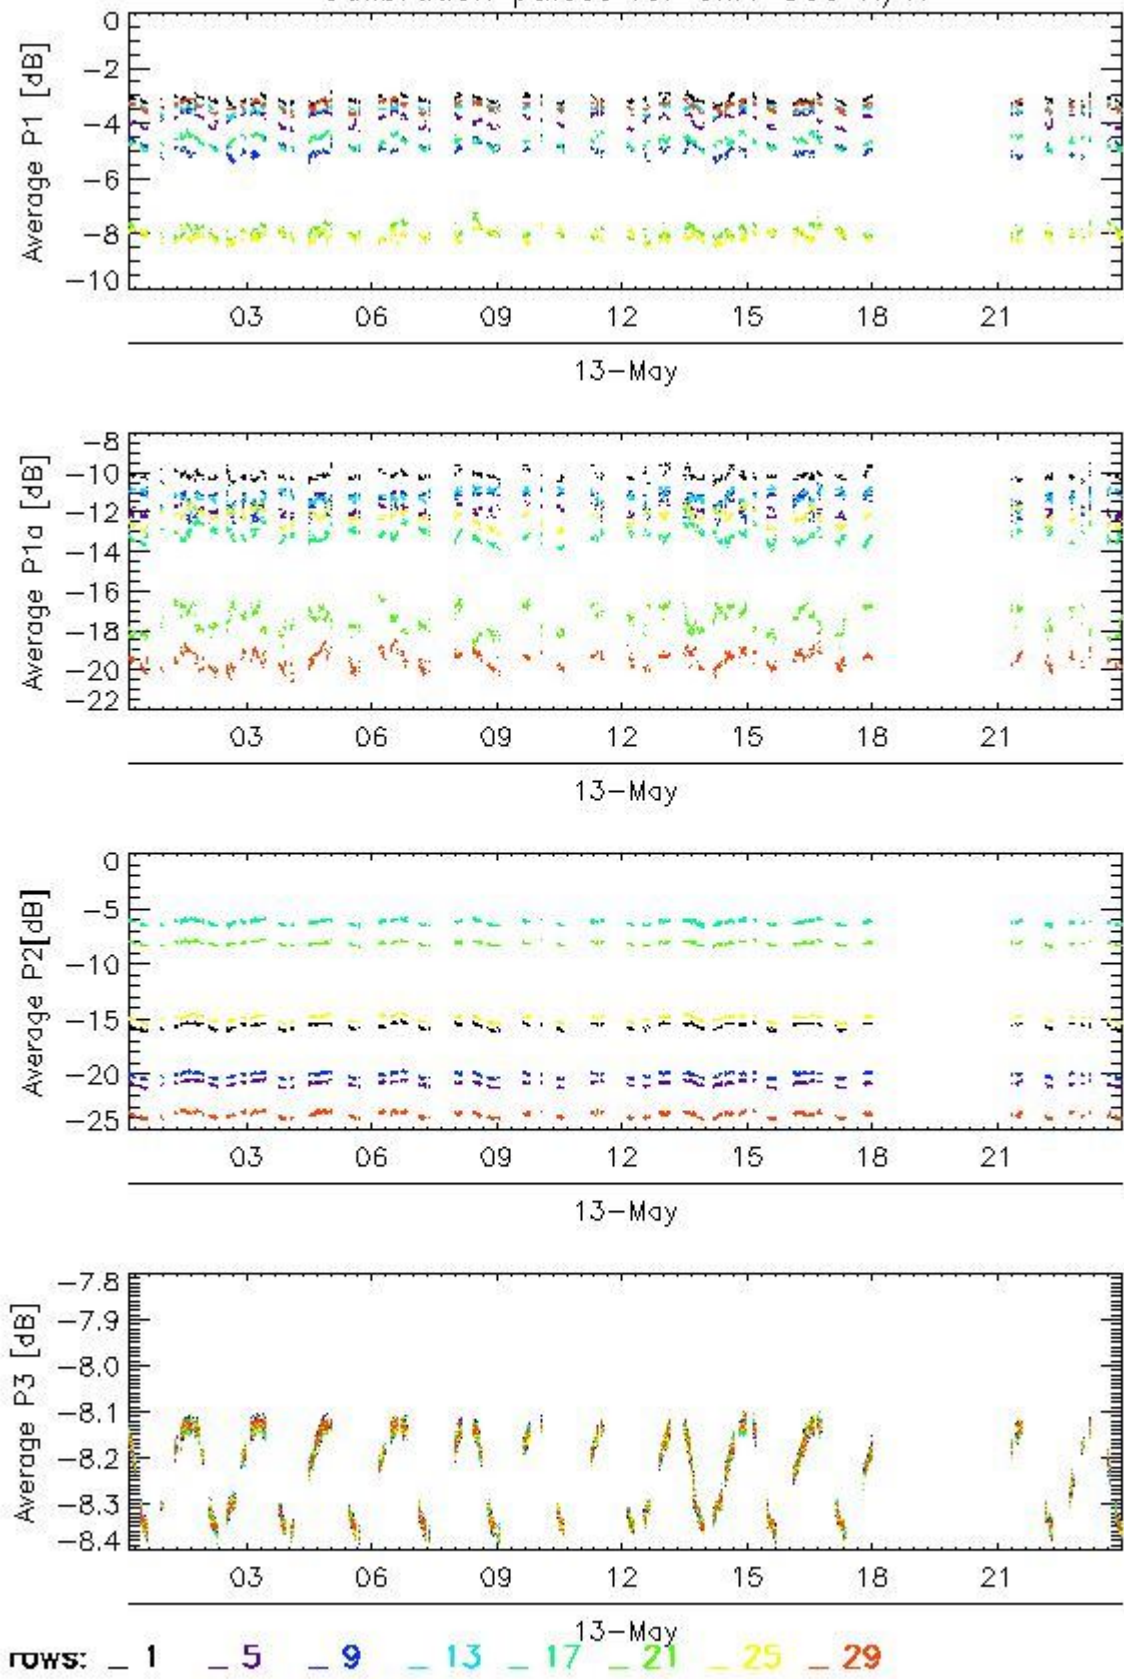 0
-2
-4
-6
-8
-10
Average P1 [dB]
03 06 09 12 15 18 21
13-May
-8
-10
-12
-14
-16
-18
-20
-22
Average P1a [dB]
03 06 09 12 15 18 21
13-May
0
-5
-10
-15
-20
-25
Average P2[dB]
03 06 09 12 15 18 21
13-May
-7.8
-7.9
-8.0
-8.1
-8.2
-8.3
-8.4
Average P3 [dB]
03 06 09 12 15 18 21
13-May
rows: _ 1 _ 5 _ 9 _ 13 _ 17 _ 21 _ 25 _ 29